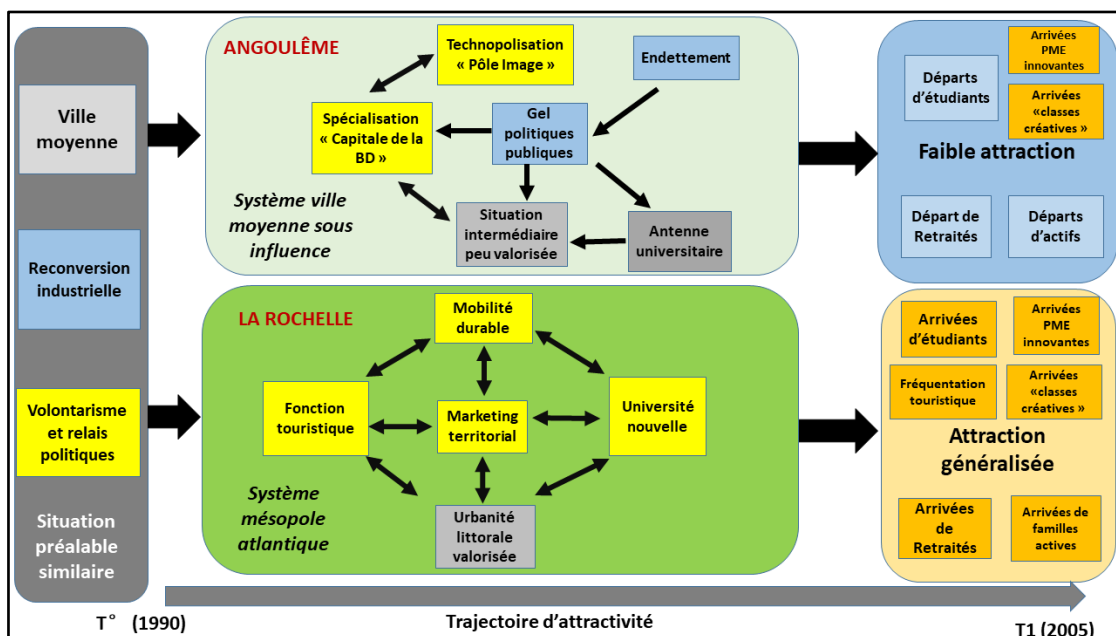 Ville
moyenne
Reconversion
industrielle
Volontarisme
et relais
politiques
Situation
préalable
similaire
ANGOULÊME
Technopolisation
« Pôle Image »
Endettement
Spécialisation
« Capitale de la
BD »
Gel
politiques
publiques
Système ville
moyenne sous
influence
Situation
intermédiaire
peu valorisée
Antenne
universitaire
Départs
d'étudiants
Arrivées
PME
innovantes
Arrivées
«classes
créatives »
Faible attraction
Départ de
Retraités
Départs
d'actifs
LA ROCHELLE
Mobilité
durable
Fonction
touristique
Marketing
territorial
Université
nouvelle
Système
mésopole
atlantique
Urbanité
littorale
valorisée
Arrivées
d'étudiants
Arrivées
PME
innovantes
Fréquentation
touristique
Arrivées
«classes
créatives »
Attraction
généralisée
Arrivées
de
Retraités
Arrivées de
familles
actives
T° (1990)
Trajectoire d'attractivité
T1 (2005)